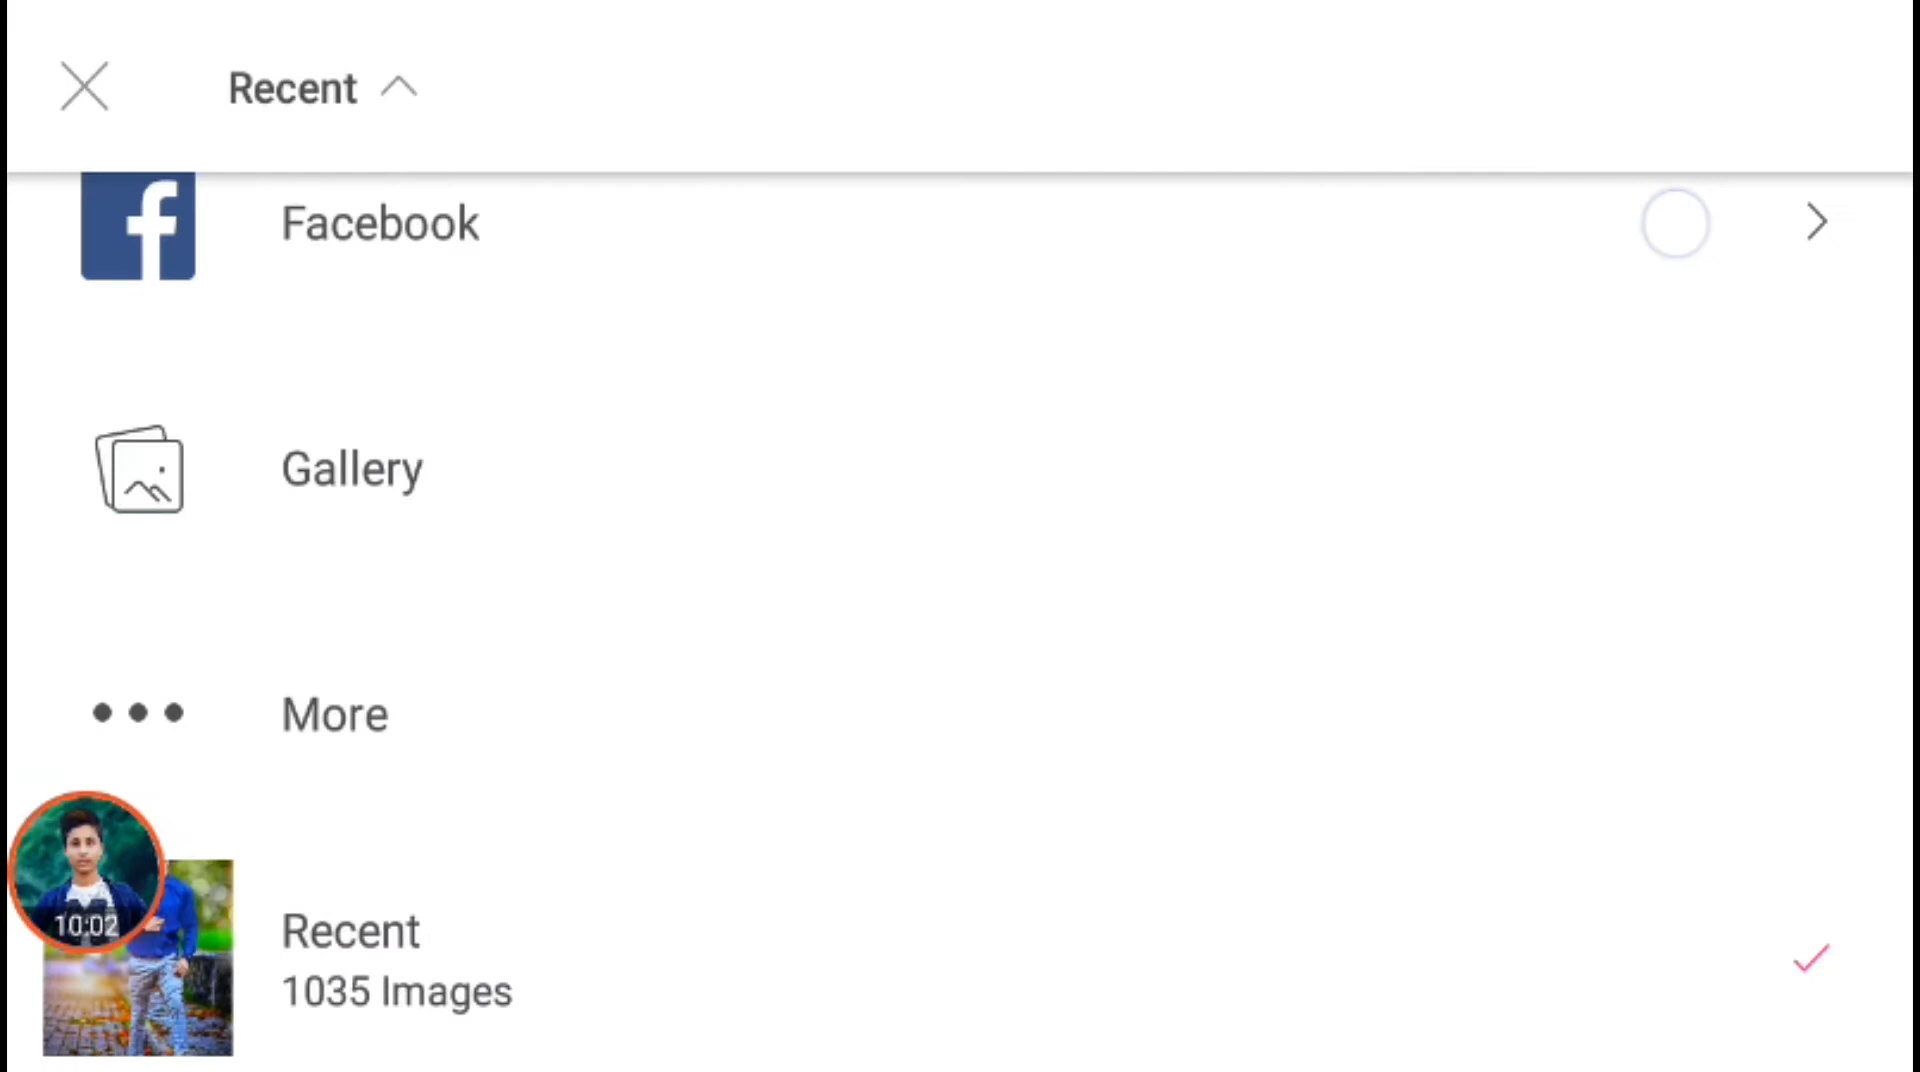 Recent
Facebook
Gallery
More
10:02
Recent
1035 Images